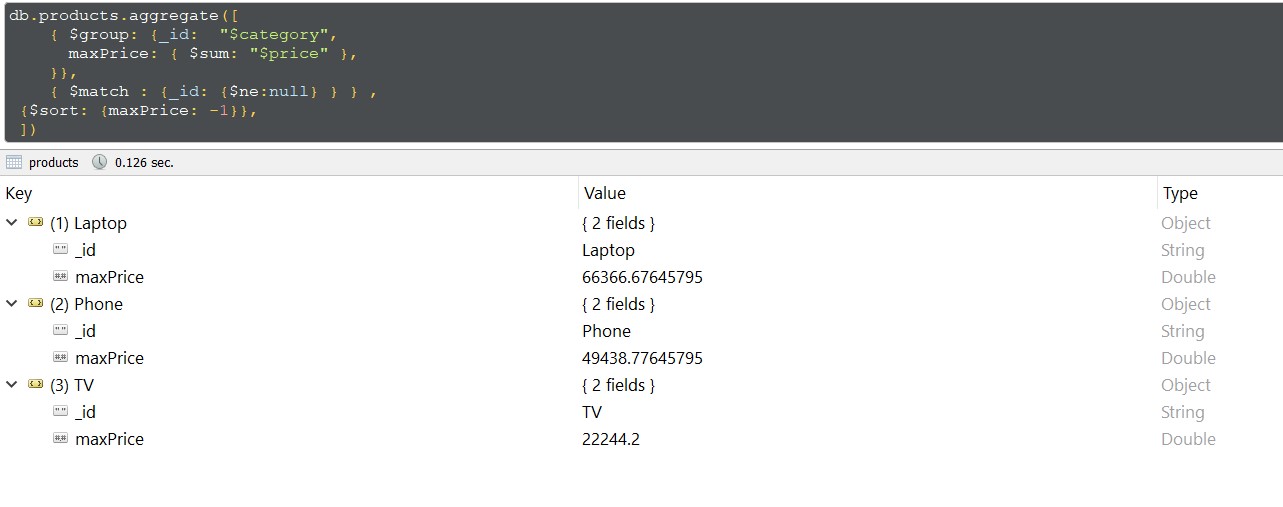 db.products.aggregate([
{ $group: {_id:  "$category",
maxPrice: { $sum: "$price" },
}},
{ $match : {_id: {$ne:null} } } ,
{$sort: {maxPrice: -1}},
])
products 0.126 sec.
Key Value Type
(1) Laptop { 2 fields } Object
_id Laptop String
maxPrice 66366.67645795 Double
(2) Phone { 2 fields } Object
_id Phone String
maxPrice 49438.77645795 Double
(3) TV { 2 fields } Object
_id TV String
maxPrice 22244.2 Double